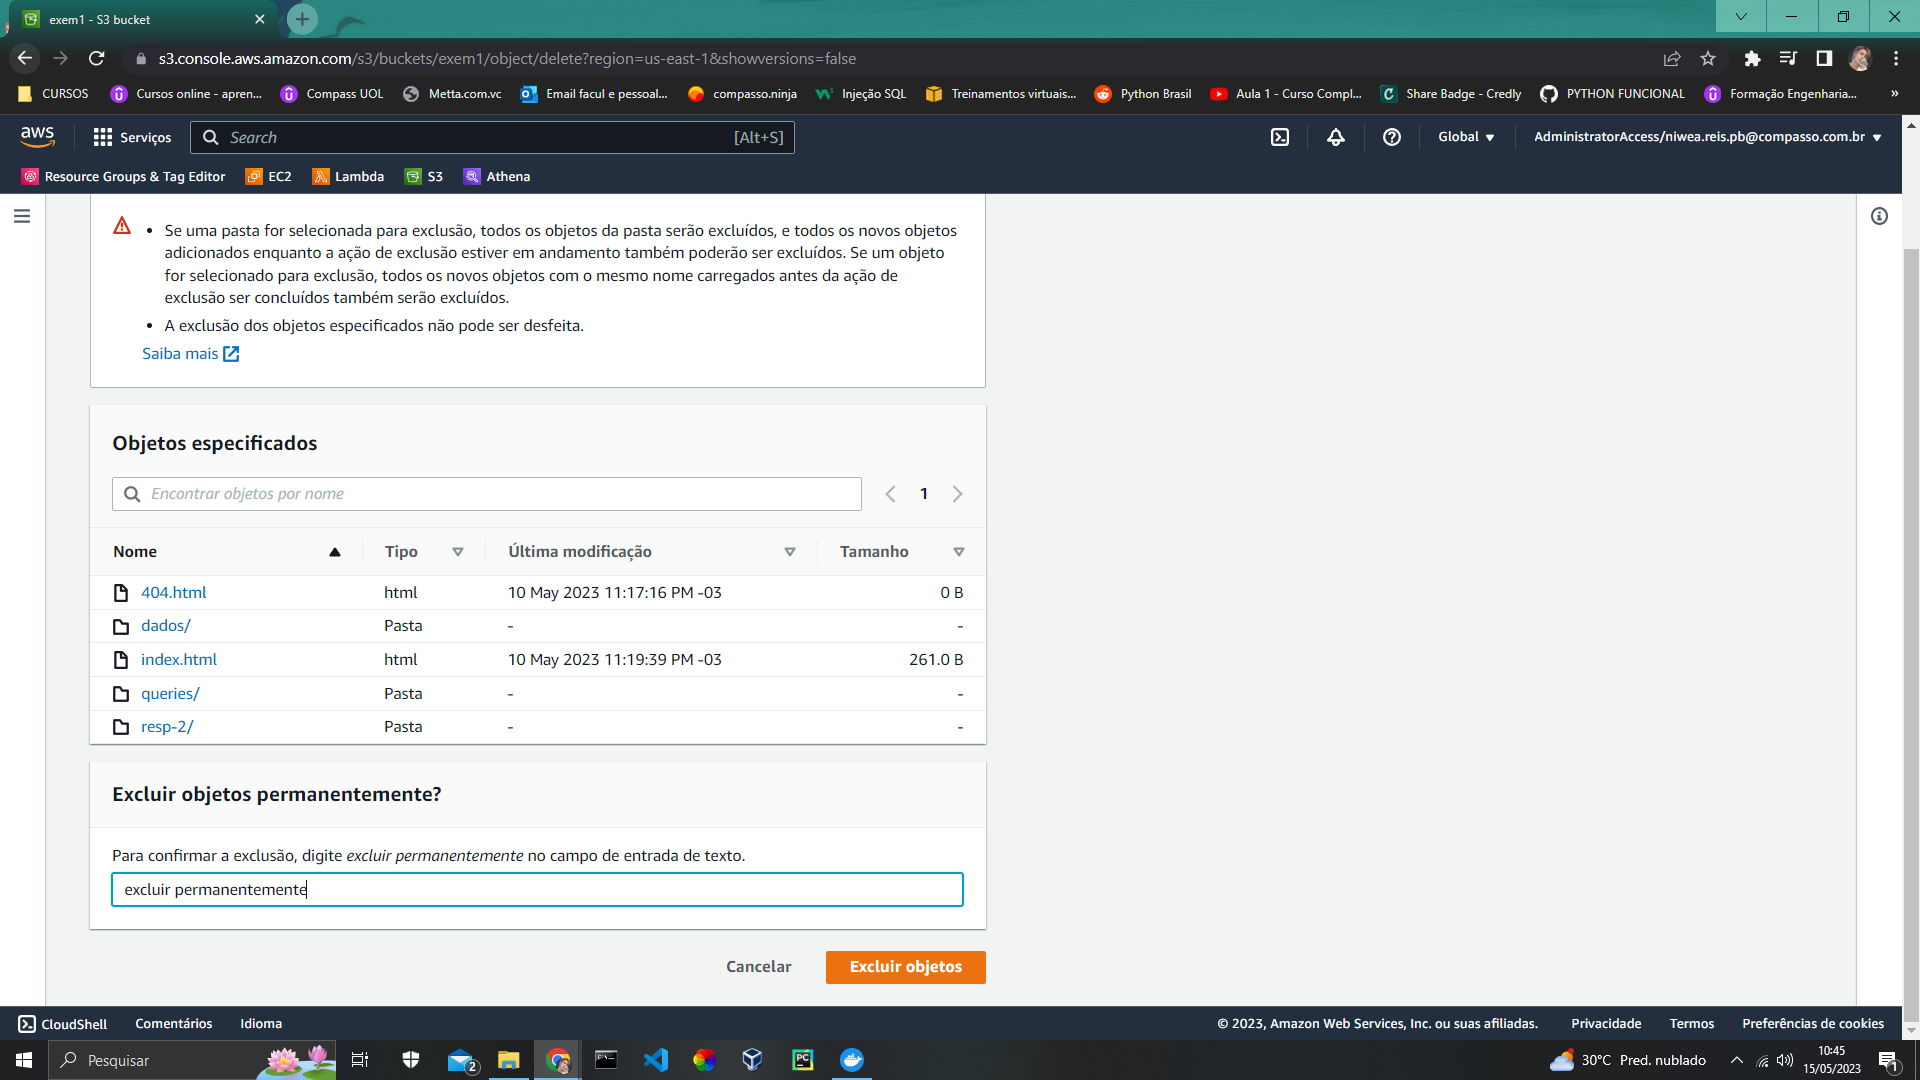 exem1 - S3 bucket
s3.console.aws.amazon.com/s3/buckets/exem1/object/delete?region=us-east-1&showversions=false
CURSOS
Cursos online - apren...
Compass UOL
Metta.com.vc
Email facul e pessoal...
compasso.ninja
Injeção SQL
Treinamentos virtuais...
Python Brasil
Aula 1 - Curso Compl...
Share Badge - Credly
PYTHON FUNCIONAL
Formação Engenharia...
»
aws
Serviços
Search
[Alt+S]
Global
AdministratorAccess/niwea.reis.pb@compasso.com.br
Resource Groups & Tag Editor
EC2
Lambda
S3
Athena
• Se uma pasta for selecionada para exclusão, todos os objetos da pasta serão excluídos, e todos os novos objetos
adicionados enquanto a ação de exclusão estiver em andamento também poderão ser excluídos. Se um objeto
for selecionado para exclusão, todos os novos objetos com o mesmo nome carregados antes da ação de
exclusão ser concluídos também serão excluídos.
• A exclusão dos objetos especificados não pode ser desfeita.
Saiba mais
Objetos especificados
Encontrar objetos por nome
1
Nome Tipo Última modificação Tamanho
404.html html 10 May 2023 11:17:16 PM -03 0 B
dados/ Pasta - -
index.html html 10 May 2023 11:19:39 PM -03 261.0 B
queries/ Pasta - -
resp-2/ Pasta - -
Excluir objetos permanentemente?
Para confirmar a exclusão, digite excluir permanentemente no campo de entrada de texto.
excluir permanentemente
Cancelar
Excluir objetos
CloudShell
Comentários
Idioma
© 2023, Amazon Web Services, Inc. ou suas afiliadas.
Privacidade
Termos
Preferências de cookies
Pesquisar
2
PC
30°C Pred. nublado
10:45
15/05/2023
1